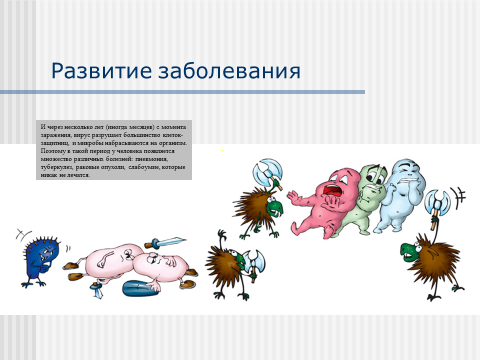 Развитие заболевания
И через несколько лет (иногда месяцев) с момента
заражения, вирус разрушает большинство клеток-
защитниц, и микробы набрасываются на организм.
Поэтому в такой период у человека появляется
множество различных болезней: пневмония,
туберкулез, раковые опухоли, слабоумие, которые
никак не лечатся.